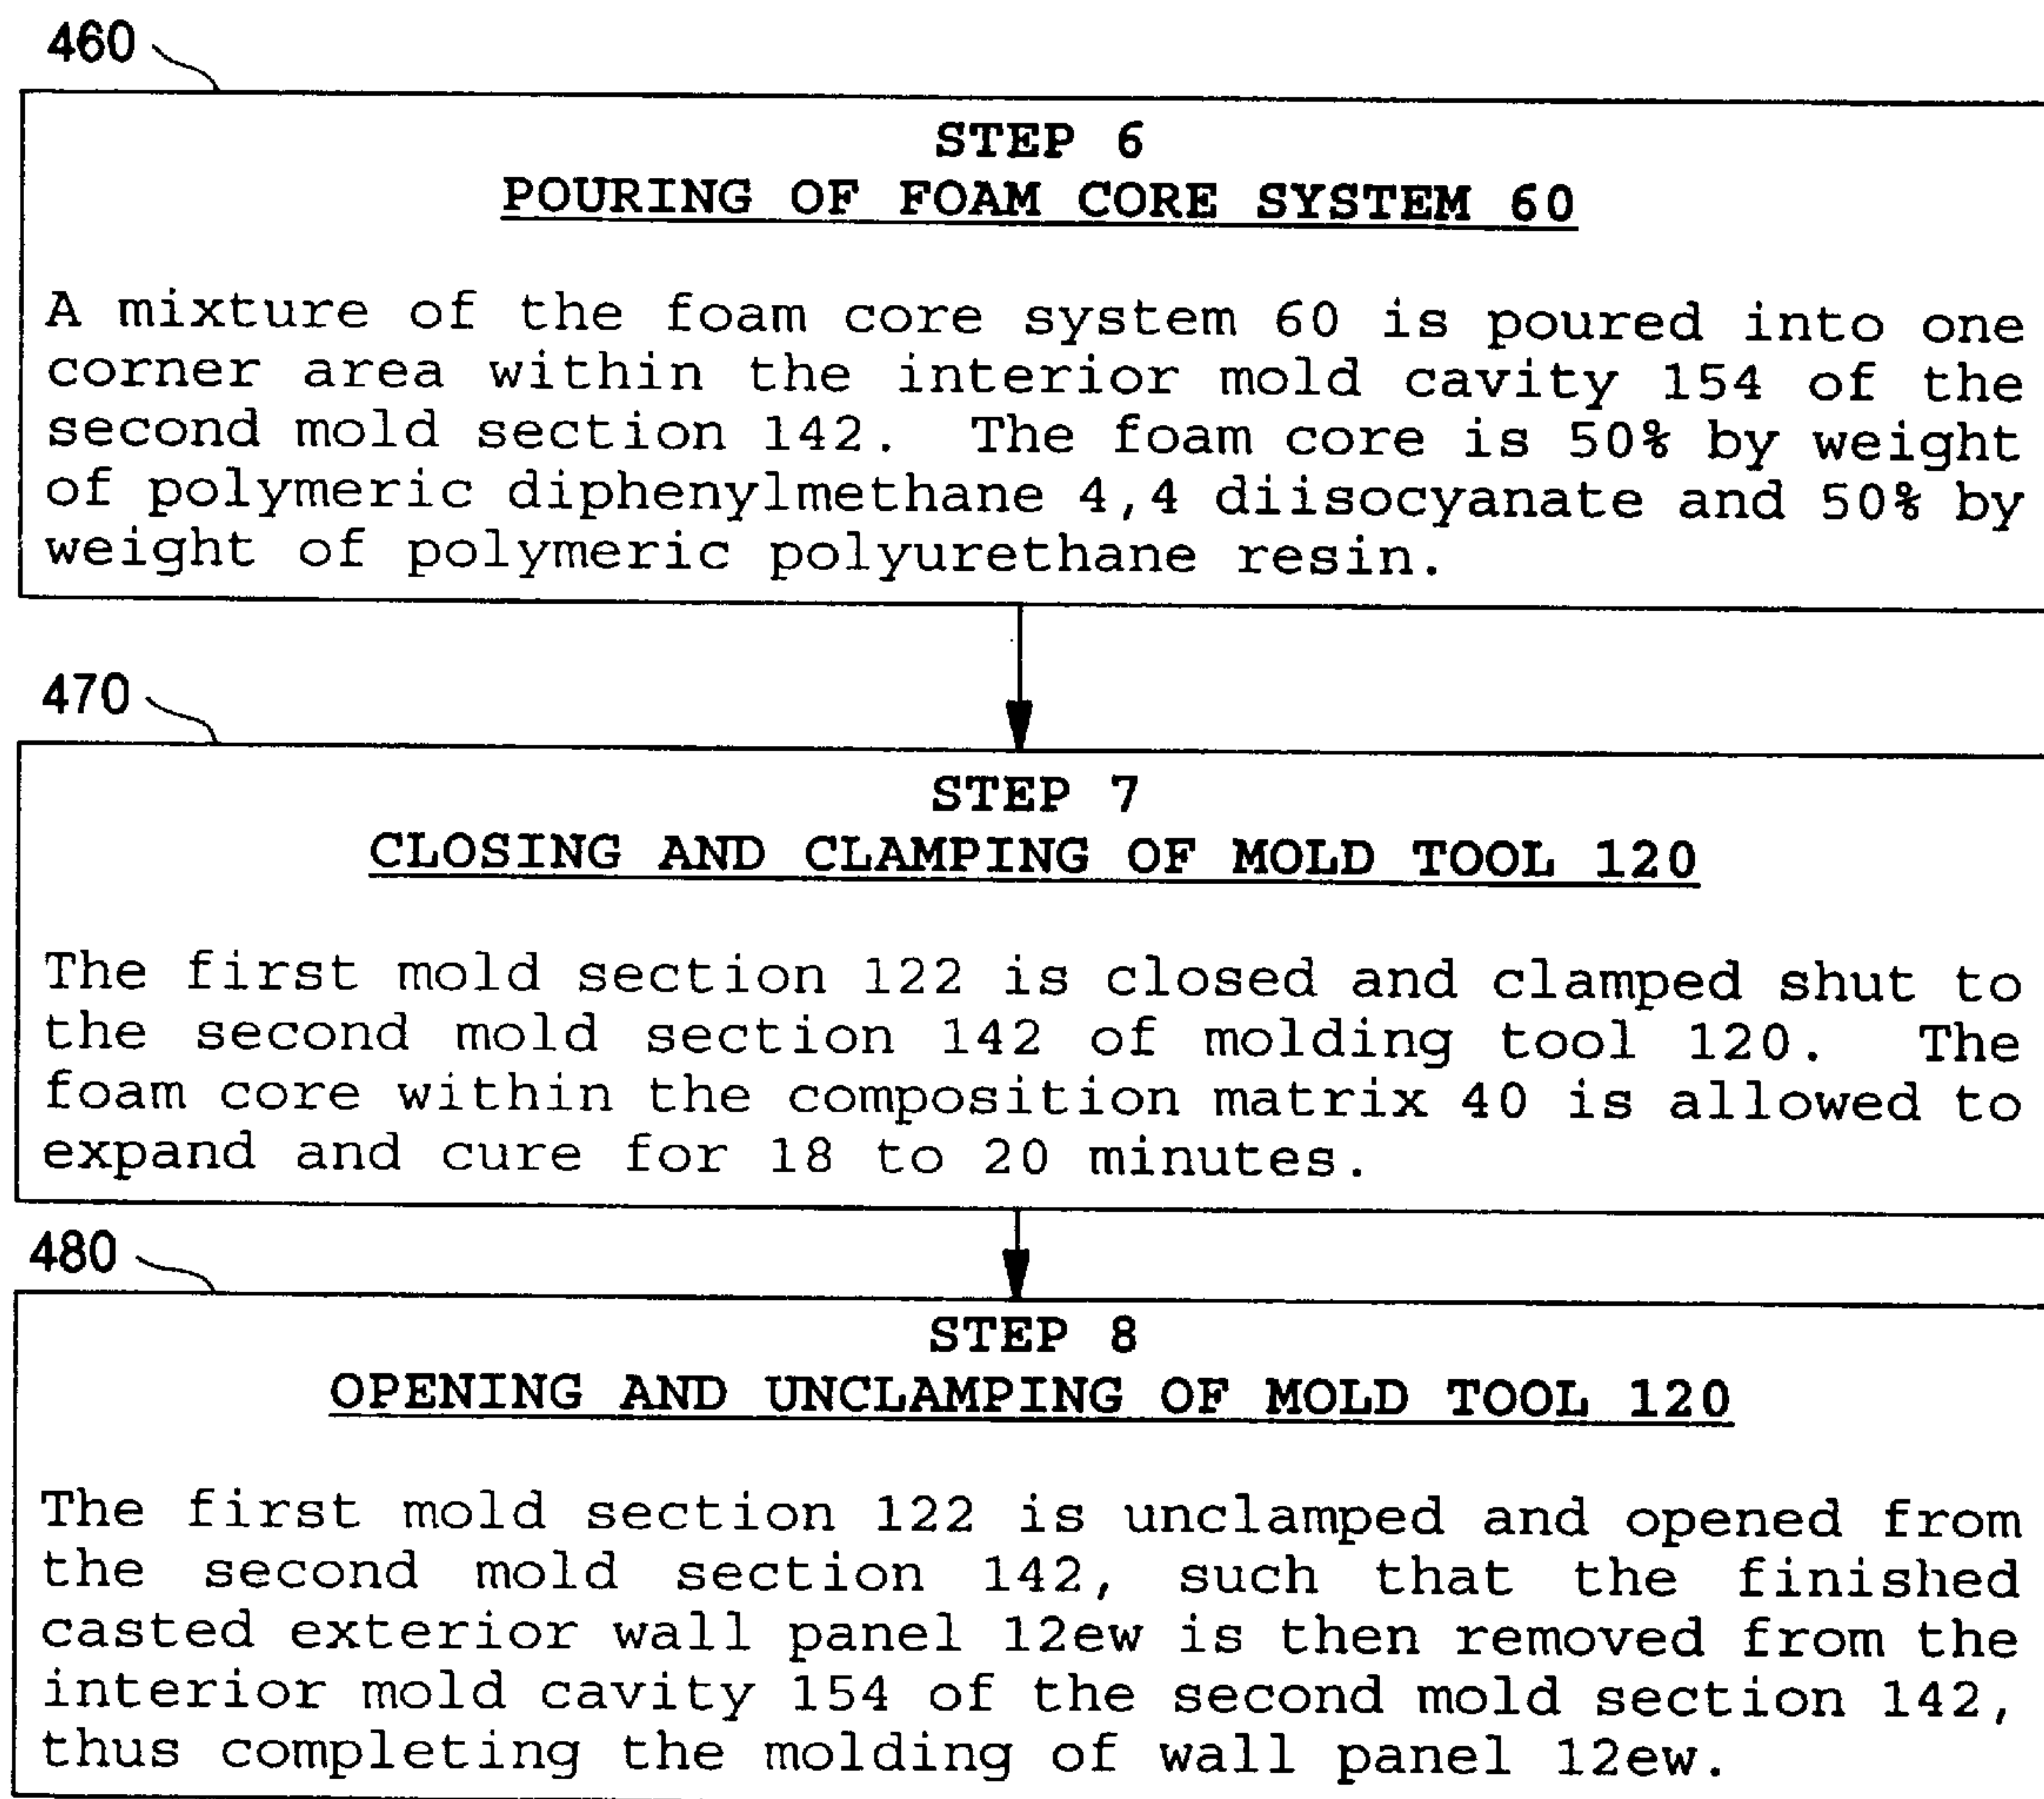 460
STEP 6
POURING OF FOAM CORE SYSTEM 60
A mixture of the foam core system 60 is poured into one
corner area within the interior mold cavity 154 of the
second mold section 142. The foam core is 50% by weight
of polymeric diphenylmethane 4,4 diisocyanate and 50% by
weight of polymeric polyurethane resin.
470
STEP 7
CLOSING AND CLAMPING OF MOLD TOOL 120
The first mold section 122 is closed and clamped shut to
the second mold section 142 of molding tool 120. The
foam core within the composition matrix 40 is allowed to
expand and cure for 18 to 20 minutes.
480
STEP 8
OPENING AND UNCLAMPING OF MOLD TOOL 120
The first mold section 122 is unclamped and opened from
the second mold section 142, such that the finished
casted exterior wall panel 12ew is then removed from the
interior mold cavity 154 of the second mold section 142,
thus completing the molding of wall panel 12ew.